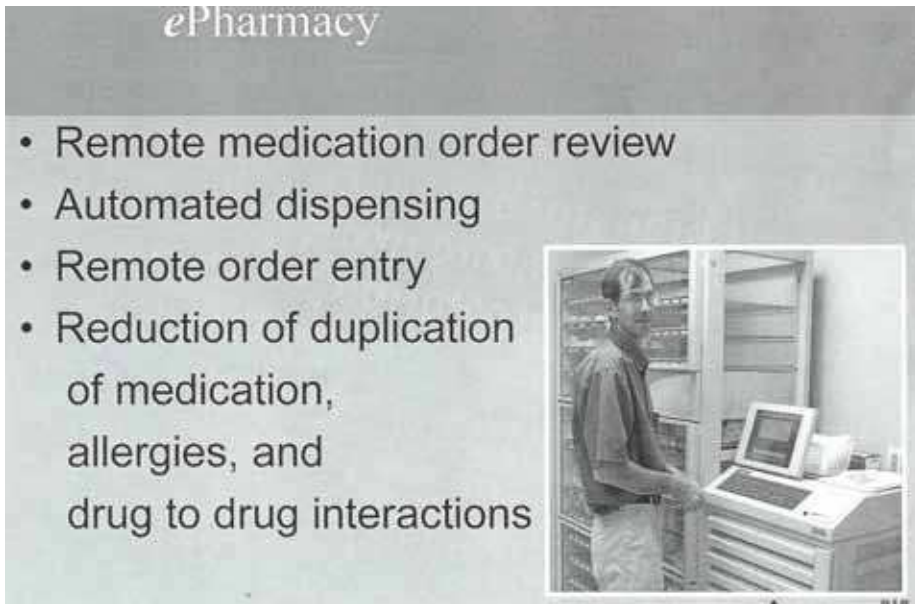 ePharmacy
• Remote medication order review
• Automated dispensing
• Remote order entry
• Reduction of duplication
of medication,
allergies, and
drug to drug interactions